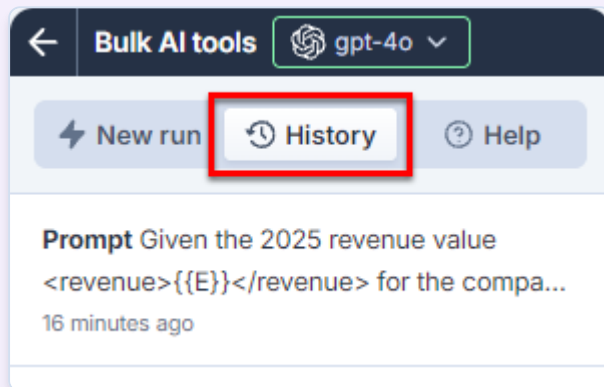 Bulk AI tools gpt-4o
New run History Help
Prompt Given the 2025 revenue value
<revenue>{{E}}</revenue> for the compa...
16 minutes ago